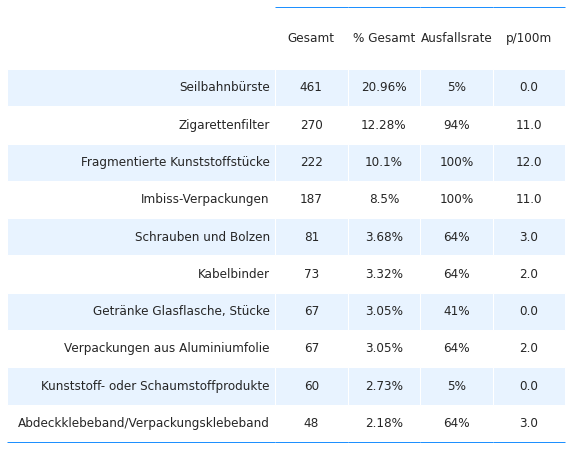 Gesamt % Gesamt Ausfallsrate p/100m
Seilbahnbürste 461 20.96% 5% 0.0
Zigarettenfilter 270 12.28% 94% 11.0
Fragmentierte Kunststoffstücke 222 10.1% 100% 12.0
Imbiss-Verpackungen 187 8.5% 100% 11.0
Schrauben und Bolzen 81 3.68% 64% 3.0
Kabelbinder 73 3.32% 64% 2.0
Getränke Glasflasche, Stücke 67 3.05% 41% 0.0
Verpackungen aus Aluminiumfolie 67 3.05% 64% 2.0
Kunststoff- oder Schaumstoffprodukte 60 2.73% 5% 0.0
Abdeckklebeband/Verpackungsklebeband 48 2.18% 64% 3.0